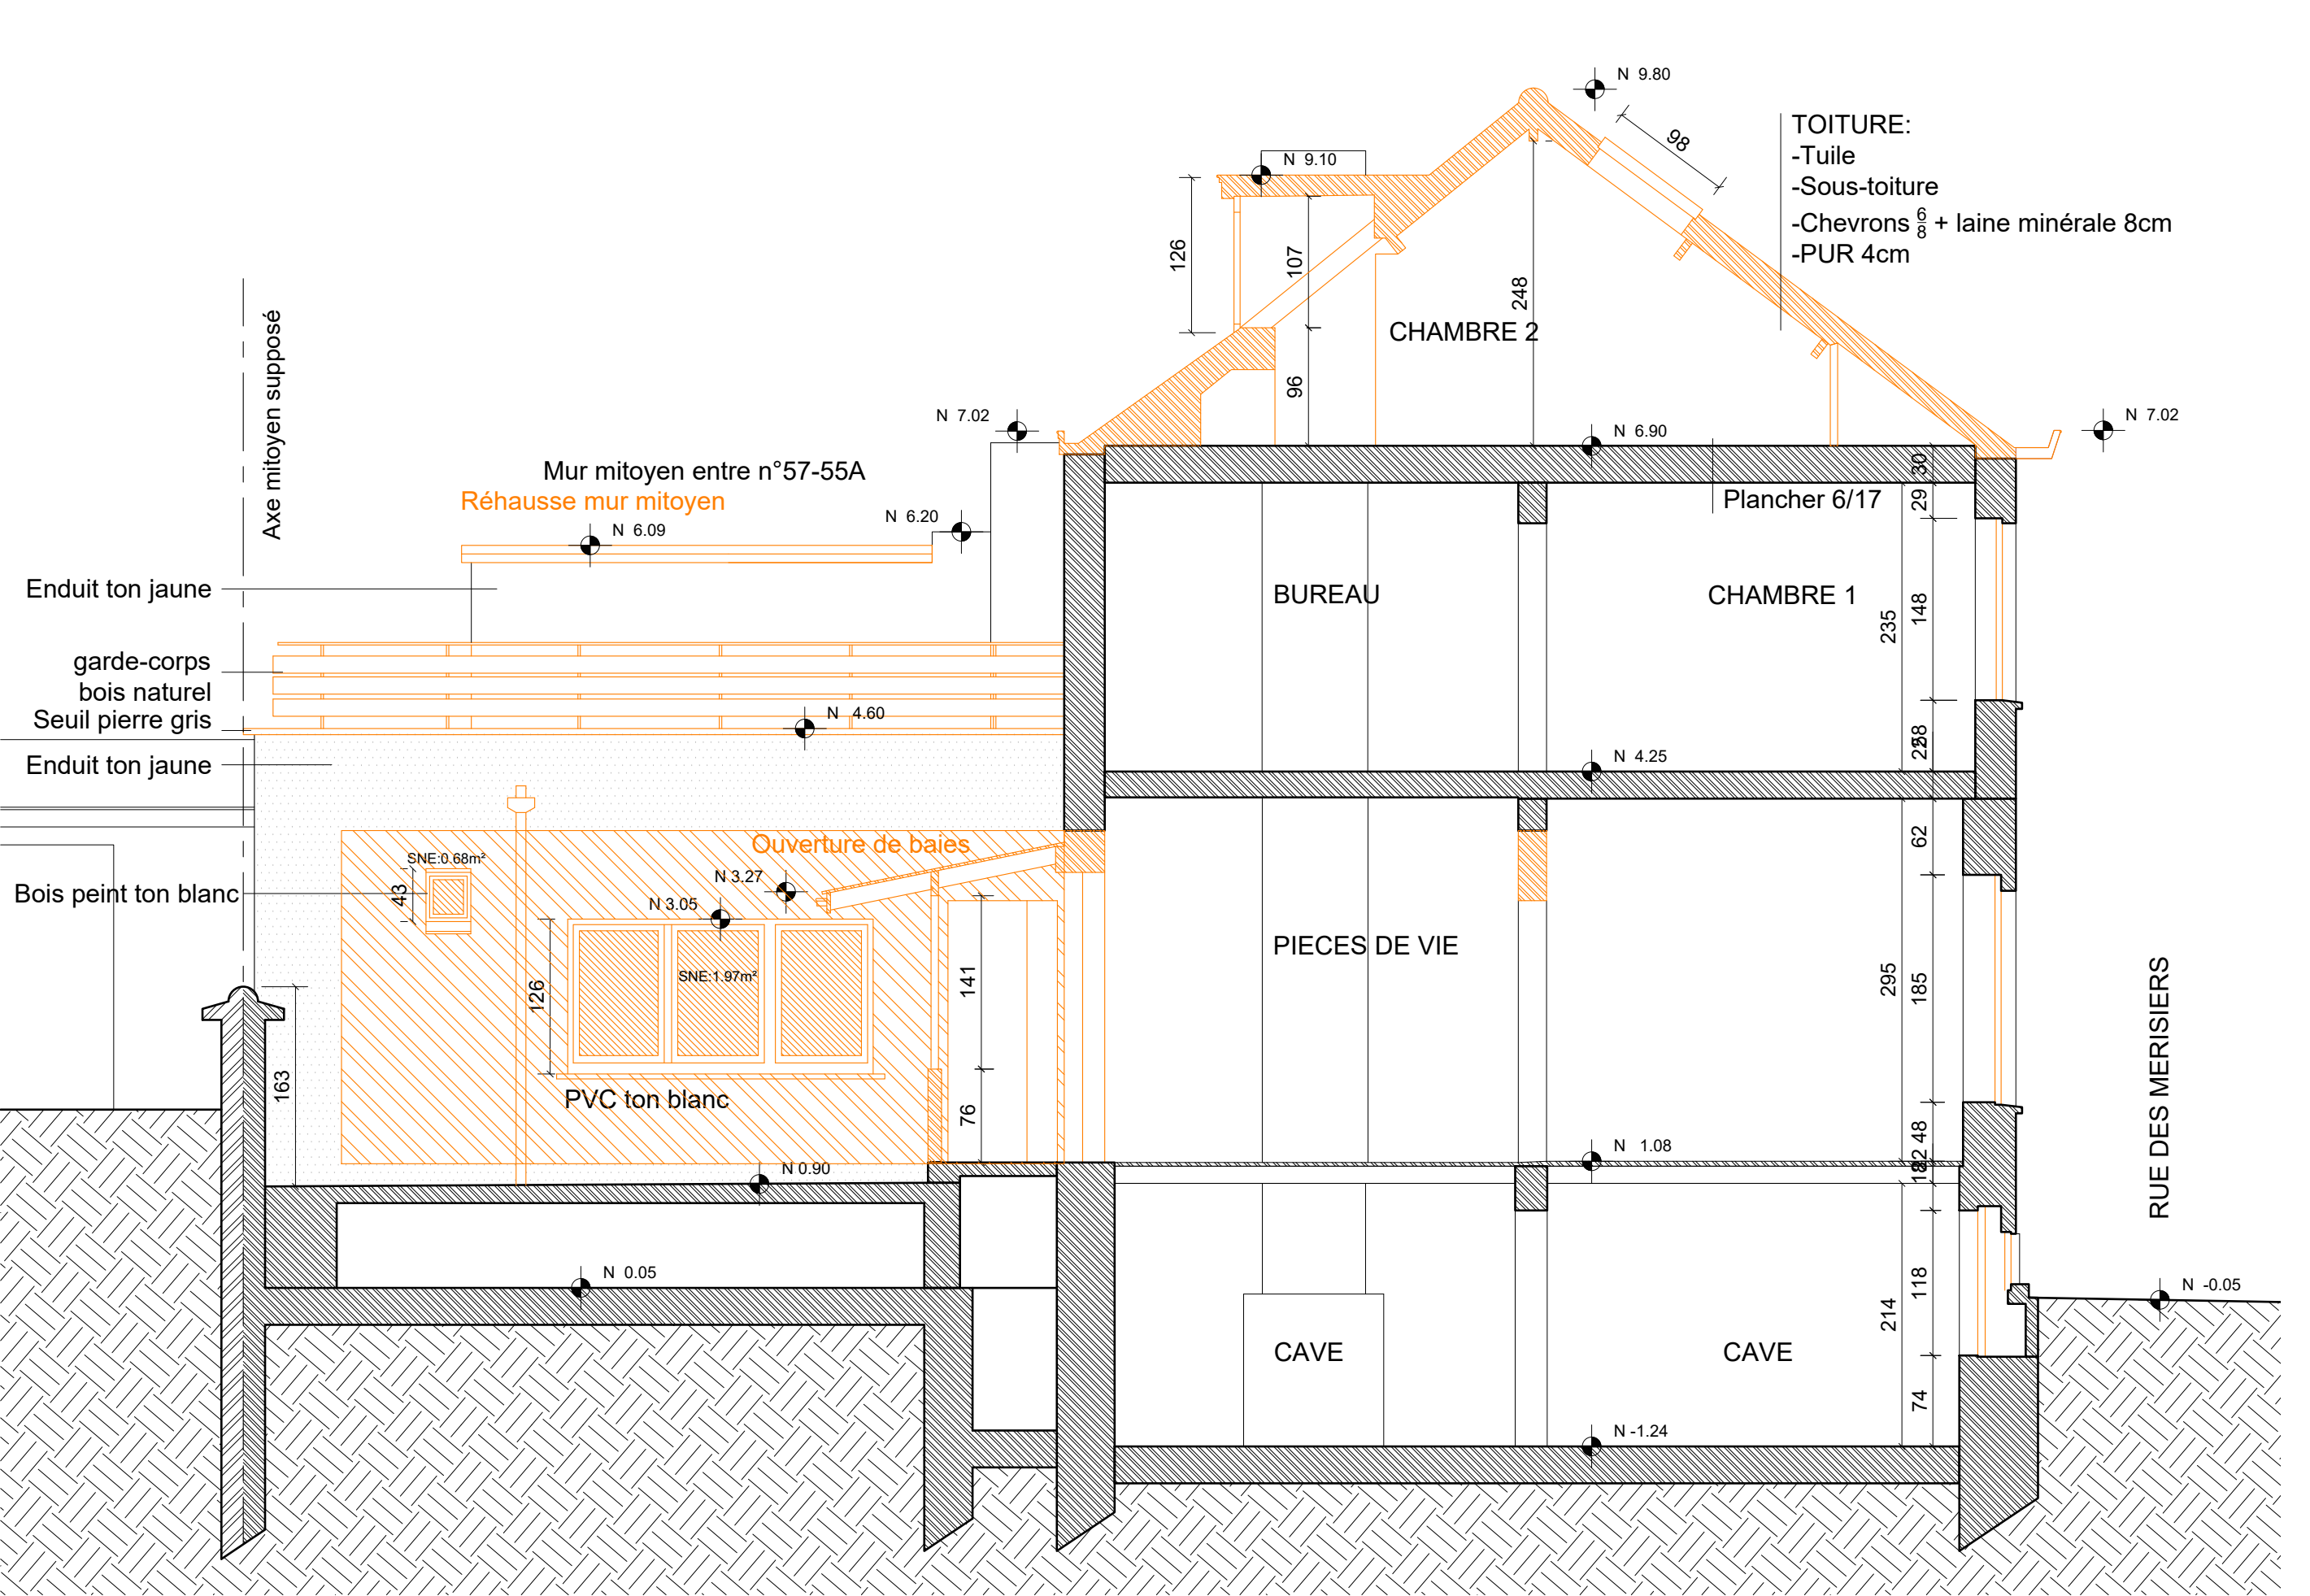 N 9.80
98
TOITURE:
-Tuile
-Sous-toiture
-Chevrons 6/8 + laine minérale 8cm
-PUR 4cm
N 9.10
126
107
248
CHAMBRE 2
96
Axe mitoyen supposé
N 7.02
N 7.02
N 6.90
Mur mitoyen entre n°57-55A
Réhausse mur mitoyen
30
29
Plancher 6/17
N 6.20
N 6.09
Enduit ton jaune
BUREAU
CHAMBRE 1
148
235
garde-corps
bois naturel
Seuil pierre gris
N 4.60
N 4.25
Enduit ton jaune
62
Ouverture de baies
SNE:0.68m²
43
Bois peint ton blanc
N 3.27
N 3.05
PIECES DE VIE
SNE:1.97m²
126
141
295
185
RUE DES MERISIERS
163
PVC ton blanc
76
48
N 1.08
N 0.90
N 0.05
N -0.05
118
214
CAVE
CAVE
74
N -1.24